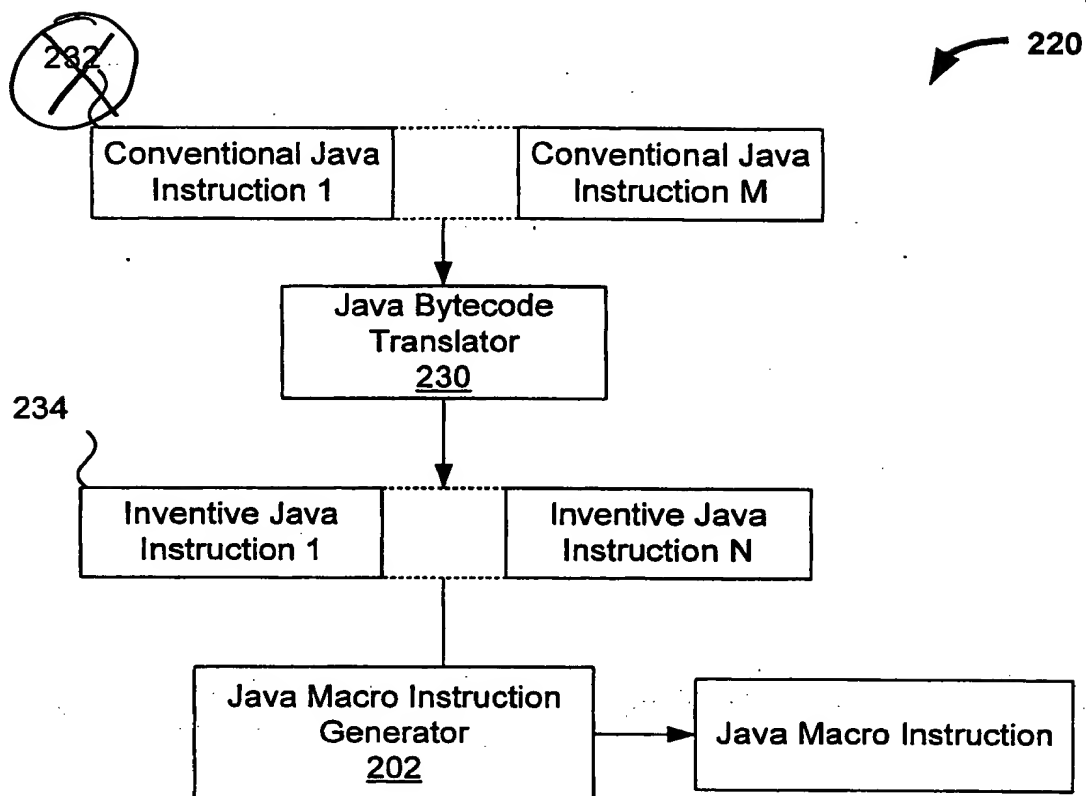 232
220
Conventional Java
Instruction 1
Conventional Java
Instruction M
Java Bytecode
Translator
230
234
Inventive Java
Instruction 1
Inventive Java
Instruction N
Java Macro Instruction
Generator
202
Java Macro Instruction